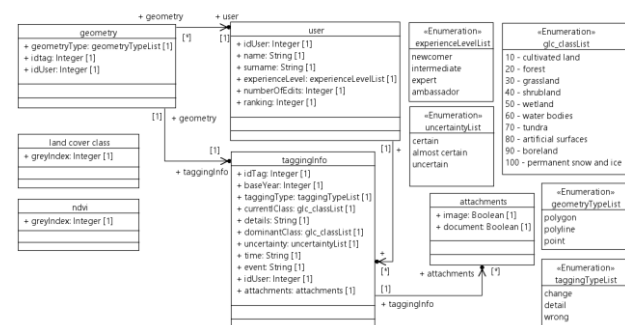 geometry
+ geometryType: geometryTypeList [1]
+ idtag: Integer [1]
+ idUser: Integer [1]
+ geometry
+ user
[*]
[1]
user
+ idUser: Integer [1]
+ name: String [1]
+ surname: String [1]
+ experienceLevel: experienceLevelList [1]
+ numberOfEdits: Integer [1]
+ ranking: Integer [1]
«Enumeration»
experienceLevelList
newcomer
intermediate
expert
ambassador
«Enumeration»
glc_classList
10 - cultivated land
20 - forest
30 - grassland
40 - shrubland
50 - wetland
60 - water bodies
70 - tundra
80 - artificial surfaces
90 - boreland
100 - permanent snow and ice
«Enumeration»
uncertaintyList
certain
almost certain
uncertain
[1]
+ geometry
[1]
+ taggingInfo
[1]
+
land cover class
+ greyIndex: Integer [1]
ndvi
+ greyIndex: Integer [1]
taggingInfo
+ idTag: Integer [1]
+ baseYear: Integer [1]
+ taggingType: taggingTypeList [1]
+ currentlClass: glc_classList [1]
+ details: String [1]
+ dominantClass: glc_classList [1]
+ uncertainty: uncertaintyList [1]
+ time: String [1]
+ event: String [1]
+ idUser: Integer [1]
+ attachments: attachments [1]
+
[*]
[1]
+ taggingInfo
attachments
+ image: Boolean [1]
+ document: Boolean [1]
+ attachments
[*]
«Enumeration»
geometryTypeList
polygon
polyline
point
«Enumeration»
taggingTypeList
change
detail
wrong